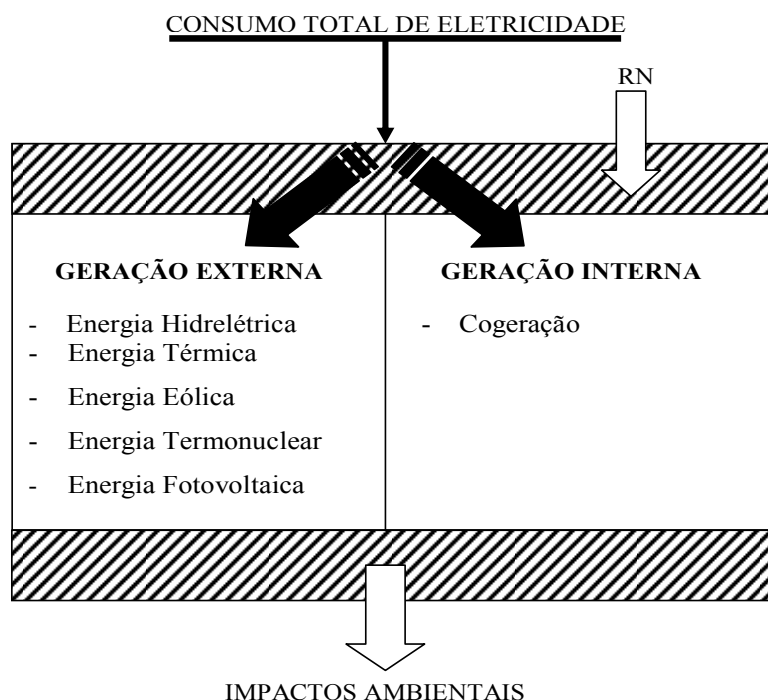 CONSUMO TOTAL DE ELETRICIDADE
RN
GERAÇÃO EXTERNA
- Energia Hidrelétrica
- Energia Térmica
- Energia Eólica
- Energia Termonuclear
- Energia Fotovoltaica
GERAÇÃO INTERNA
- Cogeração
IMPACTOS AMBIENTAIS